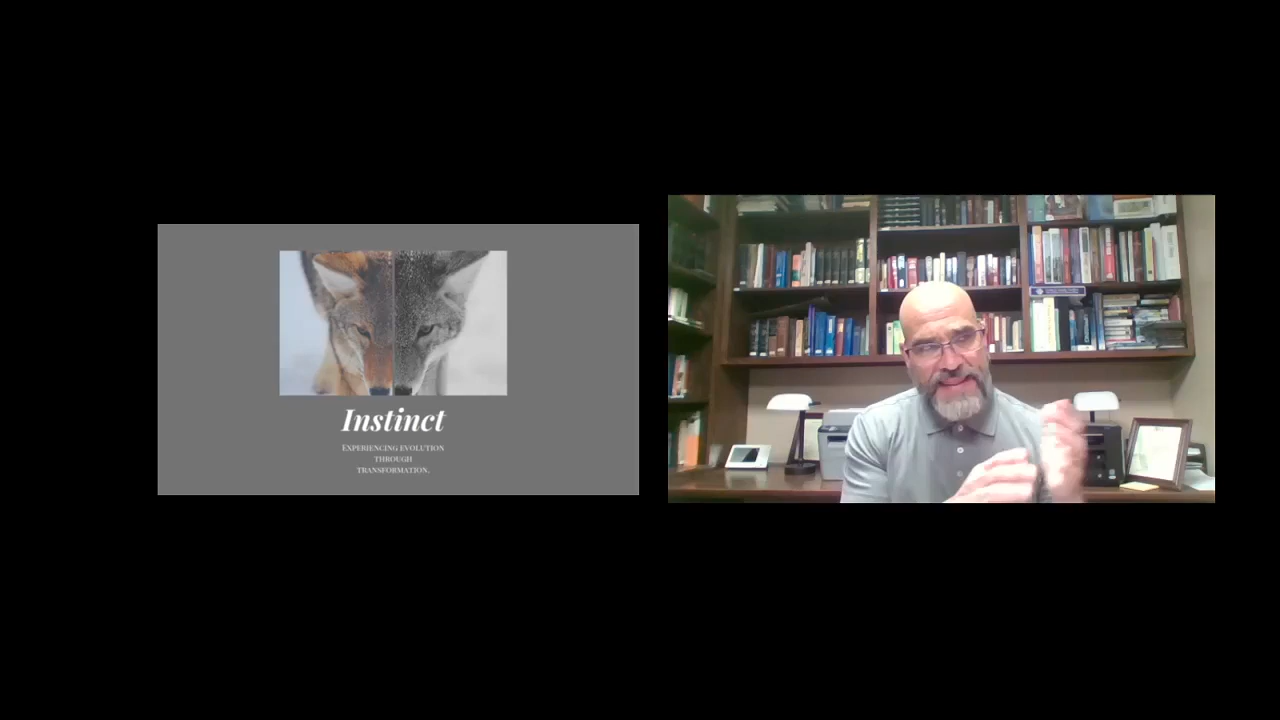 Instinct
Experiencing evolution
through
transformation.